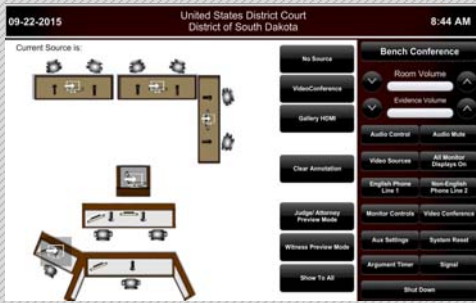 09-22-2015
United States District Court
District of South Dakota
8:44 AM
Current Source is:
No Source
VideoConference
Gallery HDMI
Clear Annotation
Judge/ Attorney
Preview Mode
Witness Preview Mode
Show To All
Bench Conference
Room Volume
Evidence Volume
Audio Control
Audio Mute
Video Sources
All Monitor
Displays On
English Phone
Line 1
Non-English
Phone Line 2
Monitor Controls
Video Conference
Aux Settings
System Reset
Argument Timer
Signal
Shut Down